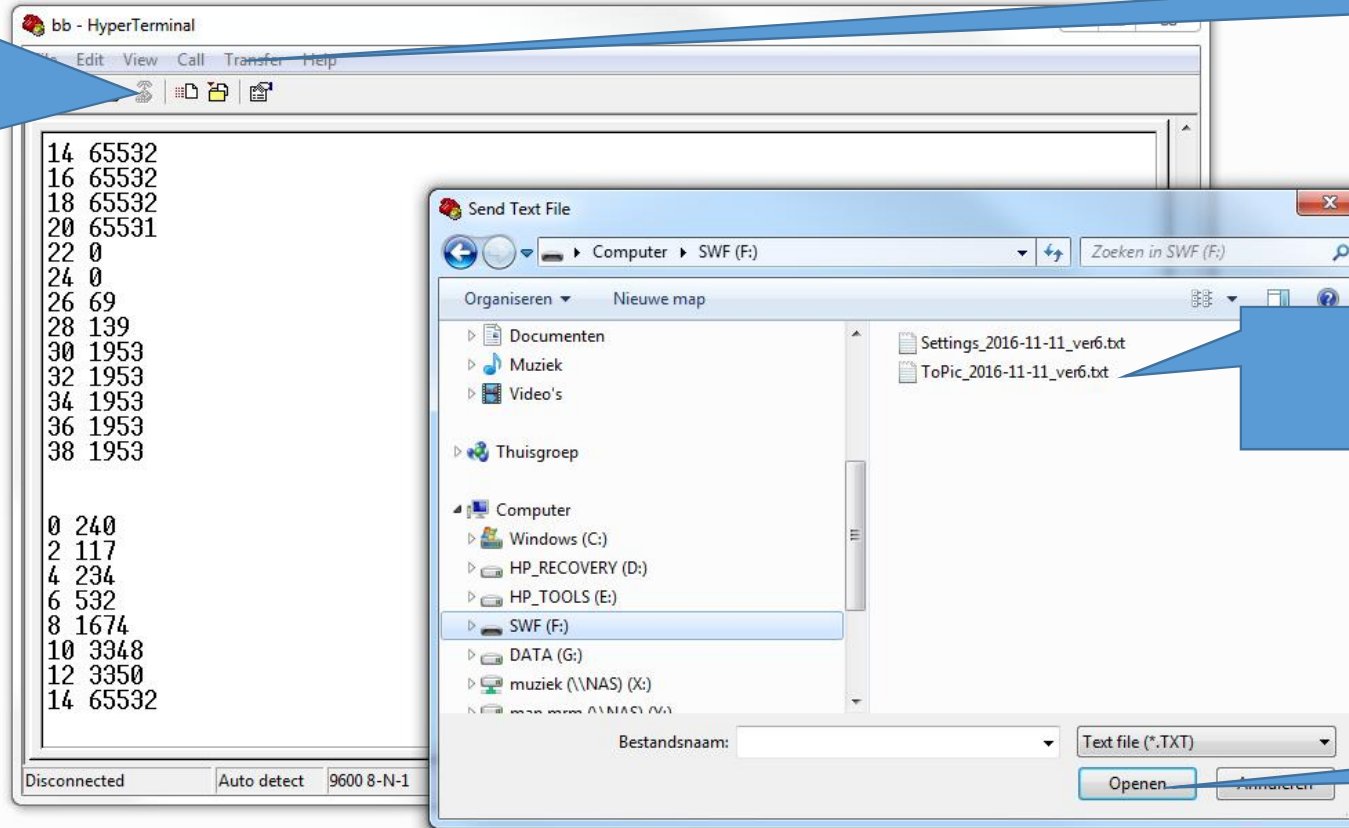 bb - HyperTerminal
Edit View Call Transfer Help
14 65532
16 65532
18 65532
20 65531
22 0
24 0
26 69
28 139
30 1953
32 1953
34 1953
36 1953
38 1953
0 240
2 117
4 234
6 532
8 1674
10 3348
12 3350
14 65532
Disconnected
Auto detect
9600 8-N-1
Send Text File
Computer
SWF (F:)
Zoeken in SWF (F:)
Organiseren
Nieuwe map
Documenten
Muziek
Video's
Thuisgroep
Computer
Windows (C:)
HP_RECOVERY (D:)
HP_TOOLS (E:)
SWF (F:)
DATA (G:)
muziek (\\NAS) (X:)
Settings_2016-11-11_ver6.txt
ToPic_2016-11-11_ver6.txt
Bestandsnaam:
Text file (*.TXT)
Openen
Annuleren